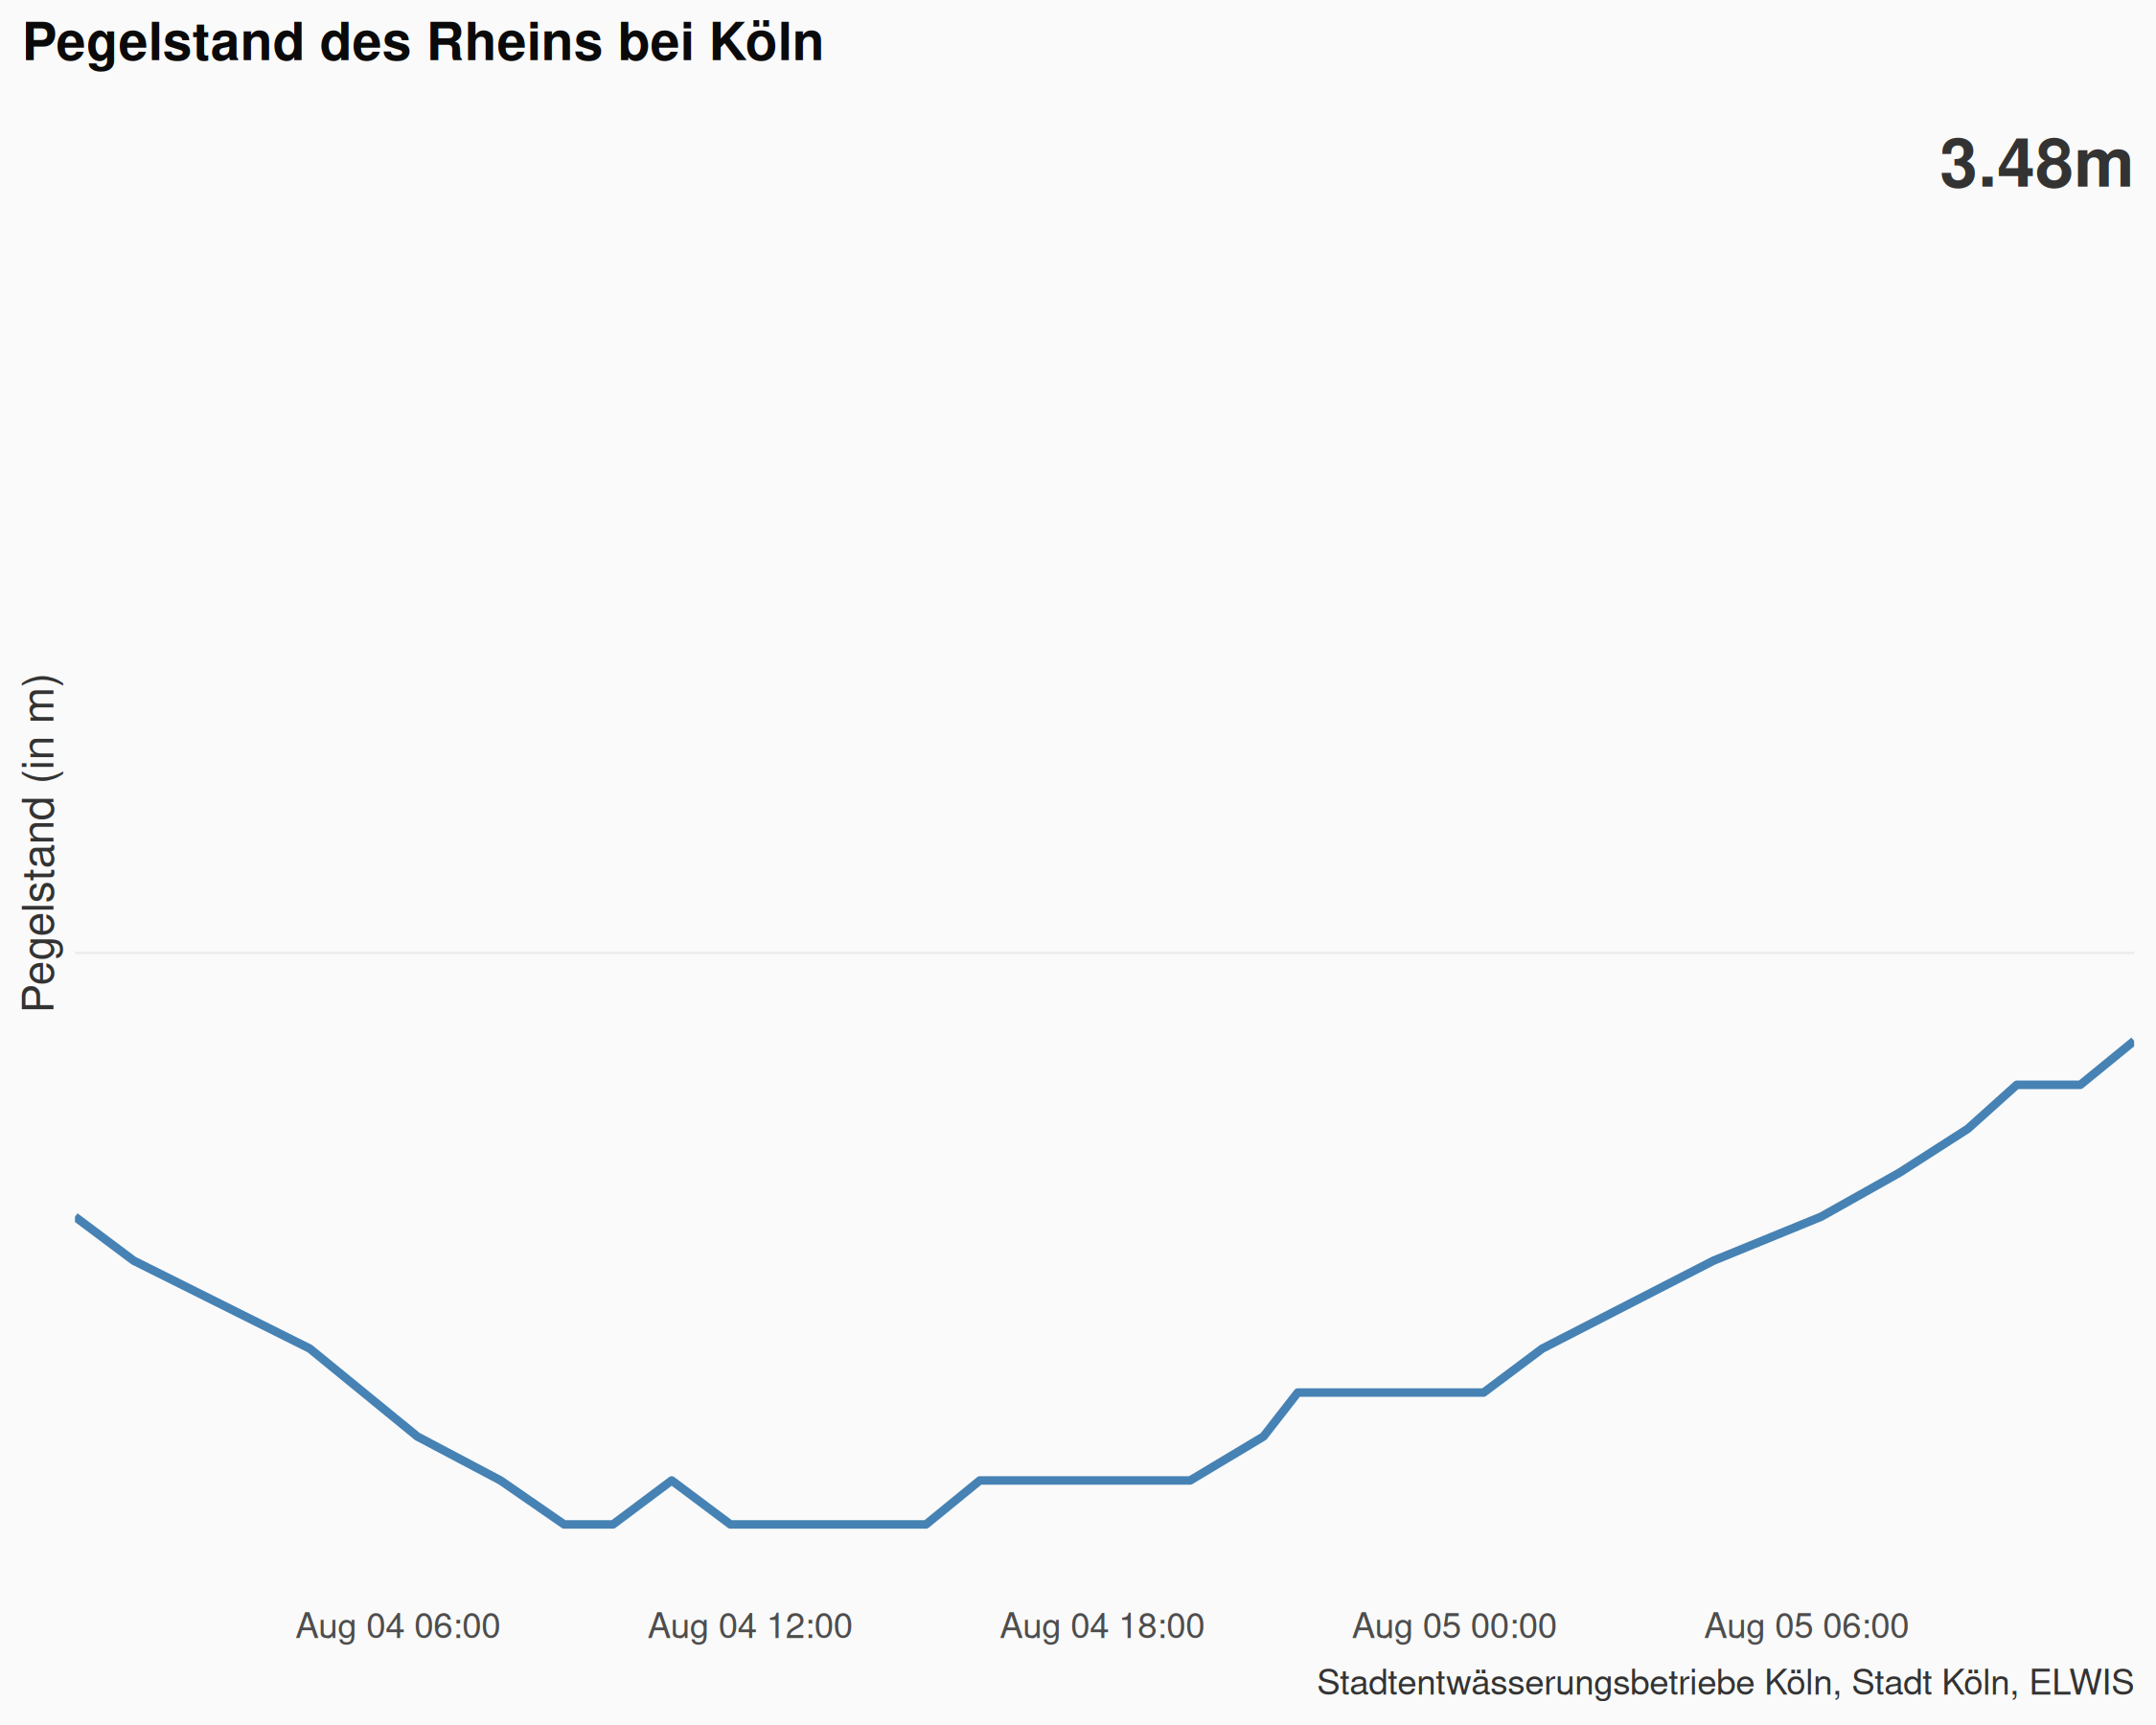 Pegelstand des Rheins bei Köln
3.48m
Pegelstand (in m)
Aug 04 06:00 Aug 04 12:00 Aug 04 18:00 Aug 05 00:00 Aug 05 06:00
Stadtentwässerungsbetriebe Köln, Stadt Köln, ELWIS